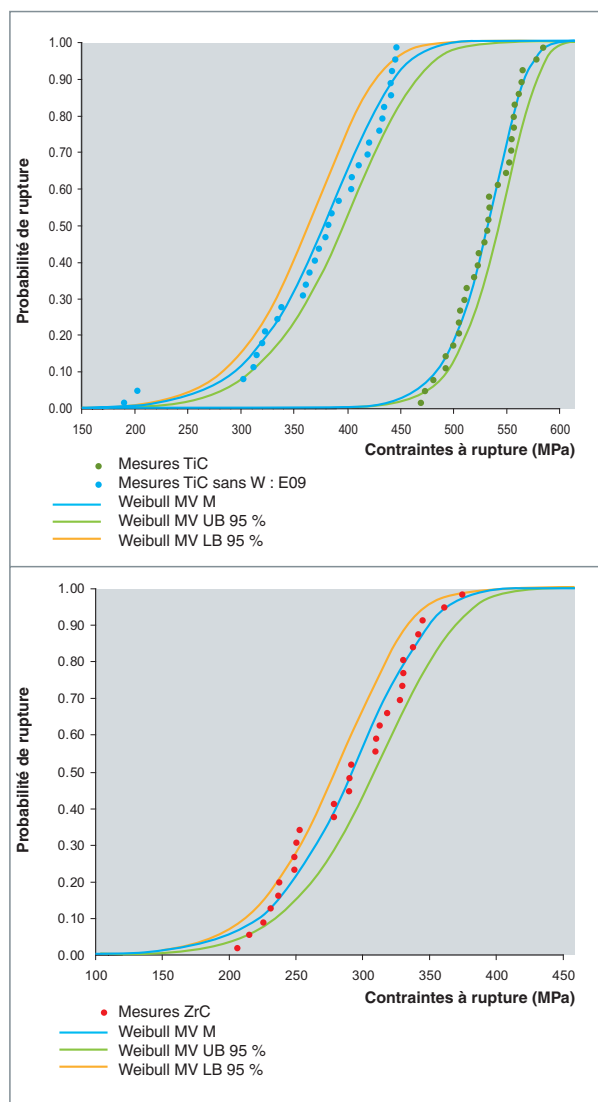 Probabilité de rupture
1.00
0.90
0.80
0.70
0.60
0.50
0.40
0.30
0.20
0.10
0.00
150 200 250 300 350 400 450 500 550 600
Contraintes à rupture (MPa)
Mesures TiC
Mesures TiC sans W : E09
Weibull MV M
Weibull MV UB 95 %
Weibull MV LB 95 %
Probabilité de rupture
1.00
0.90
0.80
0.70
0.60
0.50
0.40
0.30
0.20
0.10
0.00
100 200 250 300 350 400 450
Contraintes à rupture (MPa)
Mesures ZrC
Weibull MV M
Weibull MV UB 95 %
Weibull MV LB 95 %